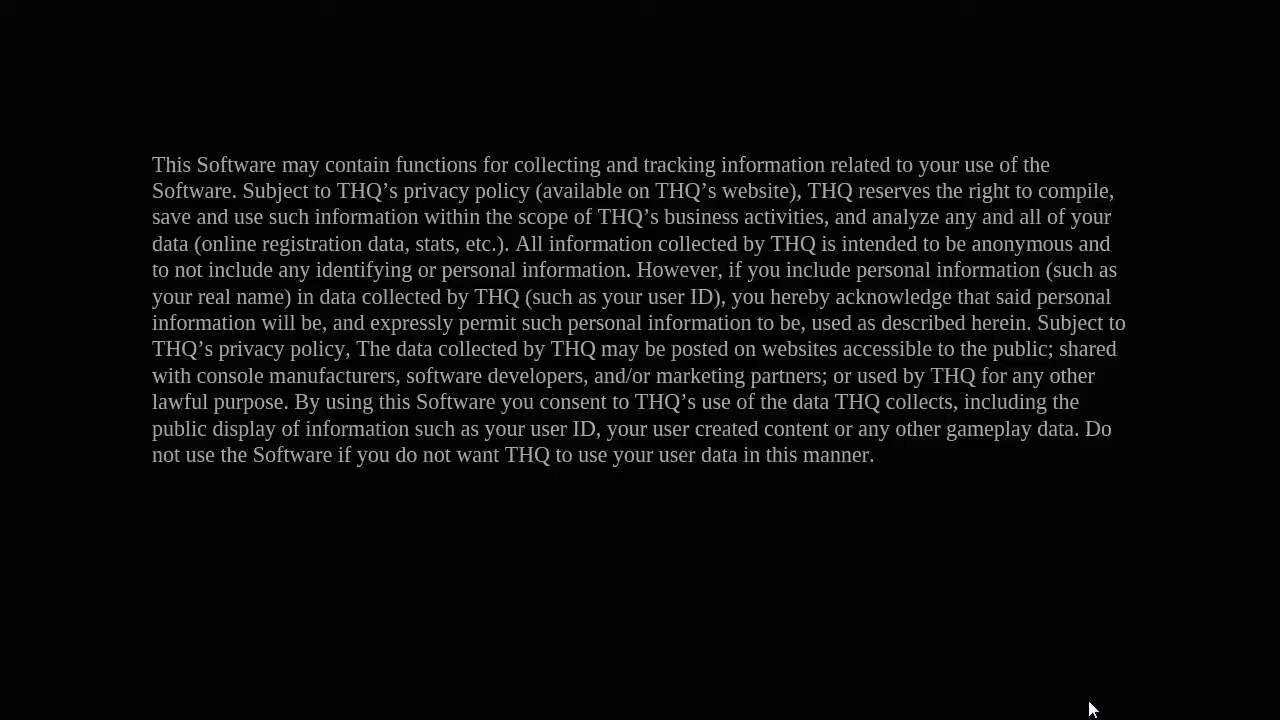 This Software may contain functions for collecting and tracking information related to your use of the
Software. Subject to THQ’s privacy policy (available on THQ’s website), THQ reserves the right to compile,
save and use such information within the scope of THQ’s business activities, and analyze any and all of your
data (online registration data, stats, etc.). All information collected by THQ is intended to be anonymous and
to not include any identifying or personal information. However, if you include personal information (such as
your real name) in data collected by THQ (such as your user ID), you hereby acknowledge that said personal
information will be, and expressly permit such personal information to be, used as described herein. Subject to
THQ’s privacy policy, The data collected by THQ may be posted on websites accessible to the public; shared
with console manufacturers, software developers, and/or marketing partners; or used by THQ for any other
lawful purpose. By using this Software you consent to THQ’s use of the data THQ collects, including the
public display of information such as your user ID, your user created content or any other gameplay data. Do
not use the Software if you do not want THQ to use your user data in this manner.